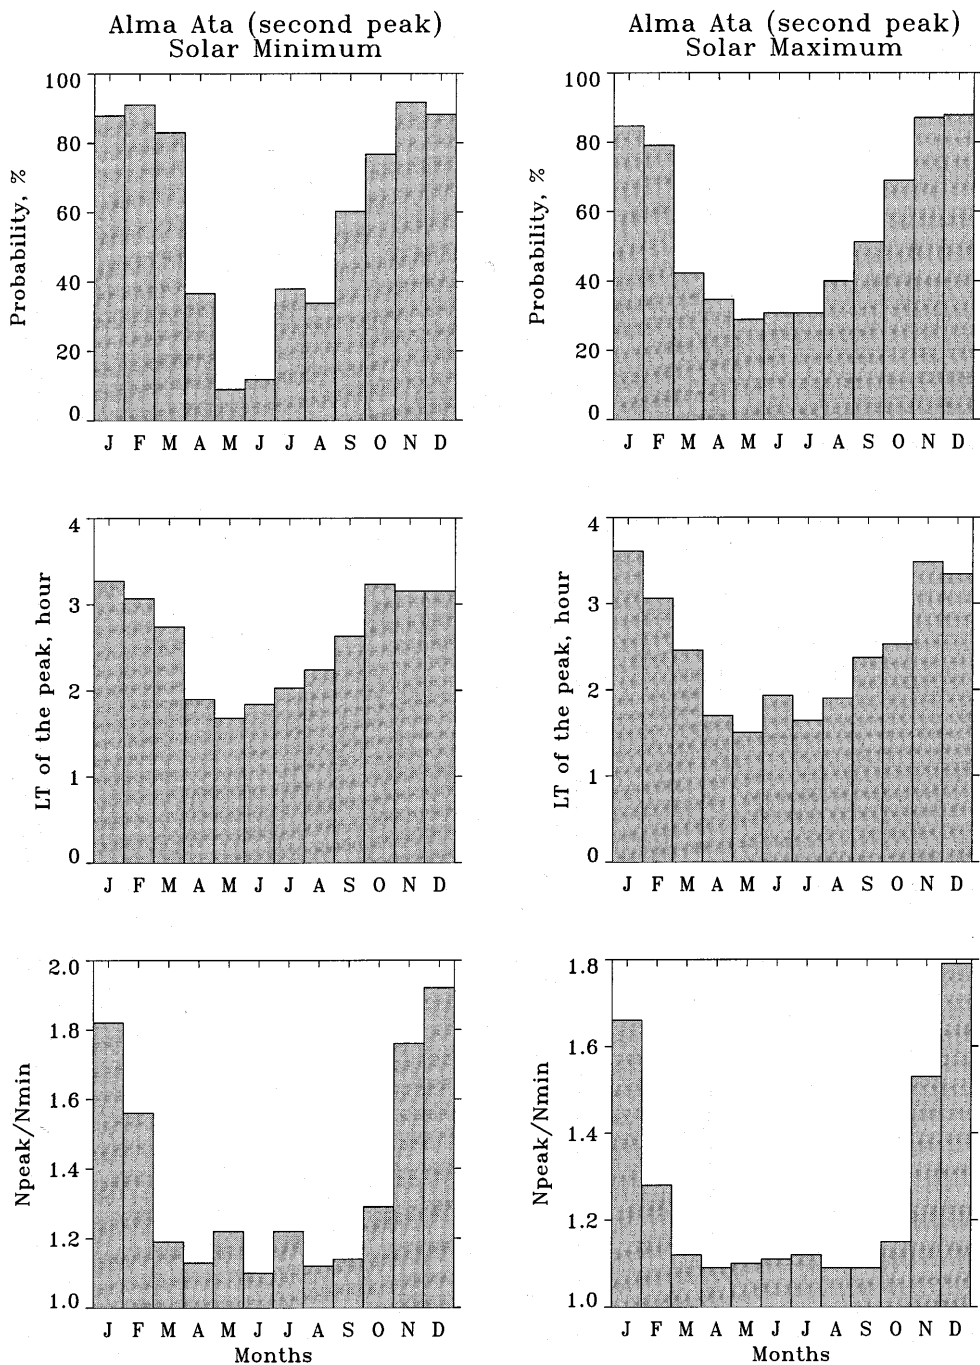 Alma Ata (second peak)
Solar Minimum
Alma Ata (second peak)
Solar Maximum
100
80
60
40
20
0
Probability, %
J F M A M J J A S O N D
100
80
60
40
20
0
Probability, %
J F M A M J J A S O N D
4
3
2
1
0
LT of the peak, hour
J F M A M J J A S O N D
4
3
2
1
0
LT of the peak, hour
J F M A M J J A S O N D
2.0
1.8
1.6
1.4
1.2
1.0
Npeak/Nmin
J F M A M J J A S O N D
Months
1.8
1.6
1.4
1.2
1.0
Npeak/Nmin
J F M A M J J A S O N D
Months